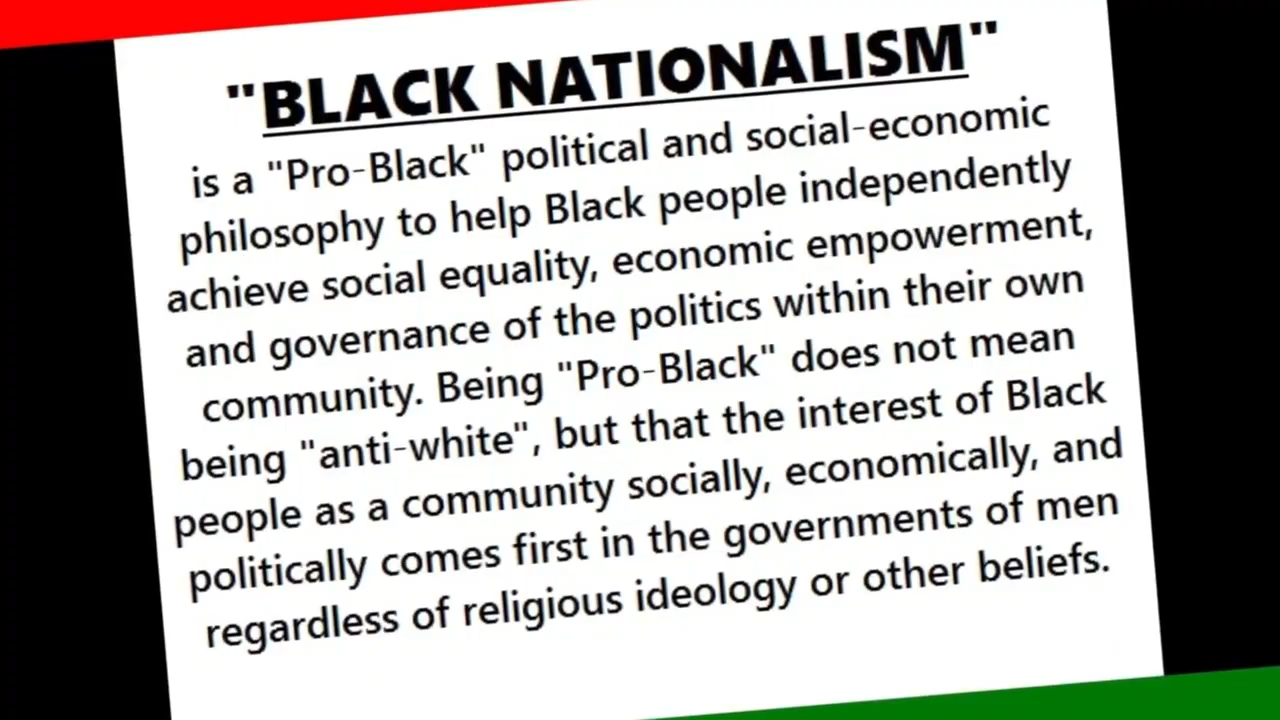 "BLACK NATIONALISM"
is a "Pro-Black" political and social-economic
philosophy to help Black people independently
achieve social equality, economic empowerment,
and governance of the politics within their own
community. Being "Pro-Black" does not mean
being "anti-white", but that the interest of Black
people as a community socially, economically, and
politically comes first in the governments of men
regardless of religious ideology or other beliefs.